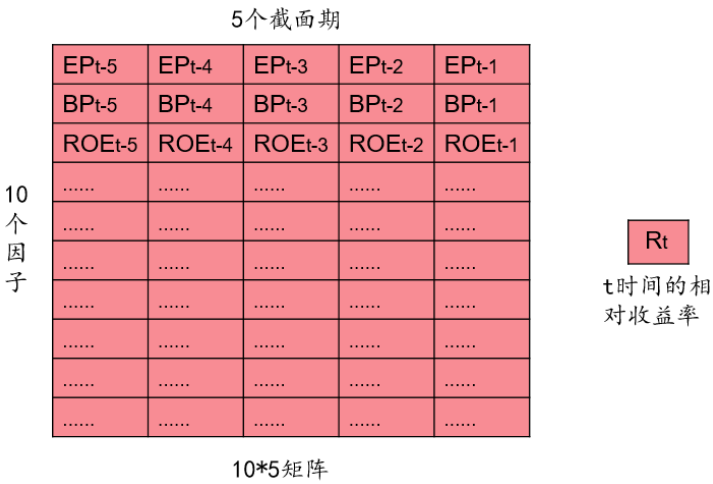 5个截面期
EPt-5 EPt-4 EPt-3 EPt-2 EPt-1
BPt-5 BPt-4 BPt-3 BPt-2 BPt-1
ROEt-5 ROEt-4 ROEt-3 ROEt-2 ROEt-1
...... ...... ...... ...... ......
...... ...... ...... ...... ......
...... ...... ...... ...... ......
...... ...... ...... ...... ......
...... ...... ...... ...... ......
...... ...... ...... ...... ......
...... ...... ...... ...... ......
10
个
因
子
10*5矩阵
Rt
t时间的相
对收益率